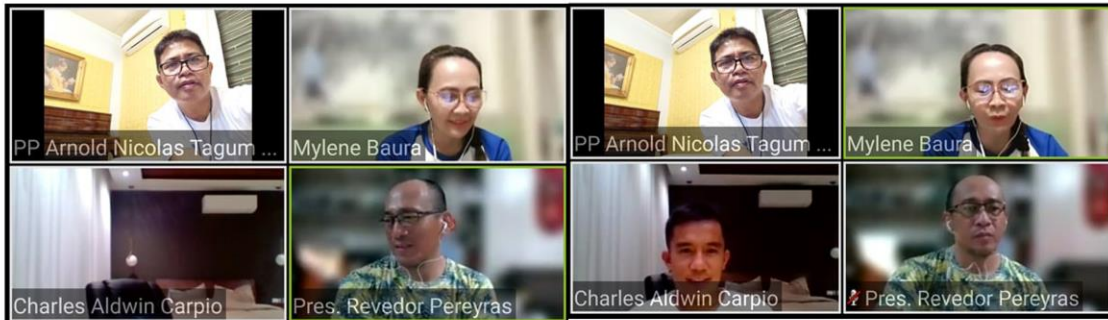 PP Arnold Nicolas Tagum ...
Mylene Baura
PP Arnold Nicolas Tagum ...
Mylene Baura
Charles Aldwin Carpio
Pres. Revedor Pereyras
Charles Aldwin Carpio
Pres. Revedor Pereyras